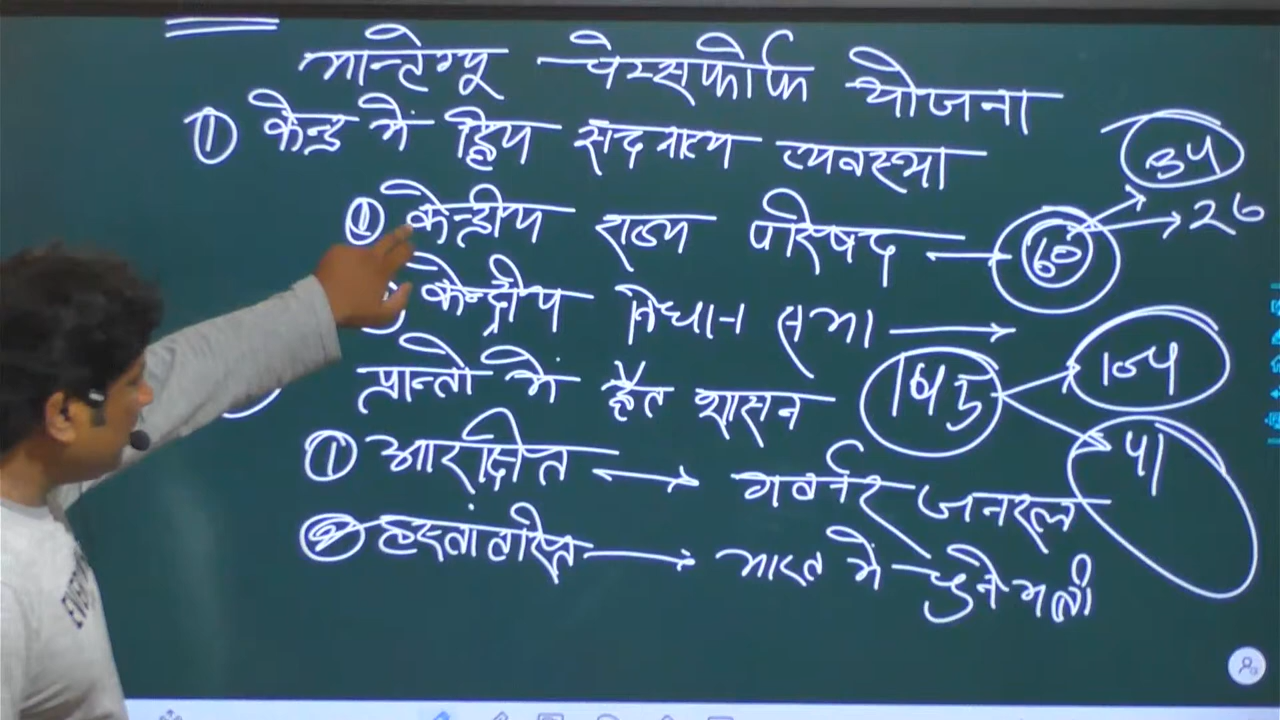 मान्टेग्यू चेम्सफोर्फ योजना
① केन्द्र में द्विय सदनात्य व्यवस्था
① केन्द्रीय राज्य परिषद — 60 → 34 → 26
केन्द्रीय विधान सभा → 145 104 41
प्रान्तो में द्वैत शासन
① आरक्षित → गवर्नर जनरल
② हस्तांतरित → भारत में चुने मंत्री
EVER